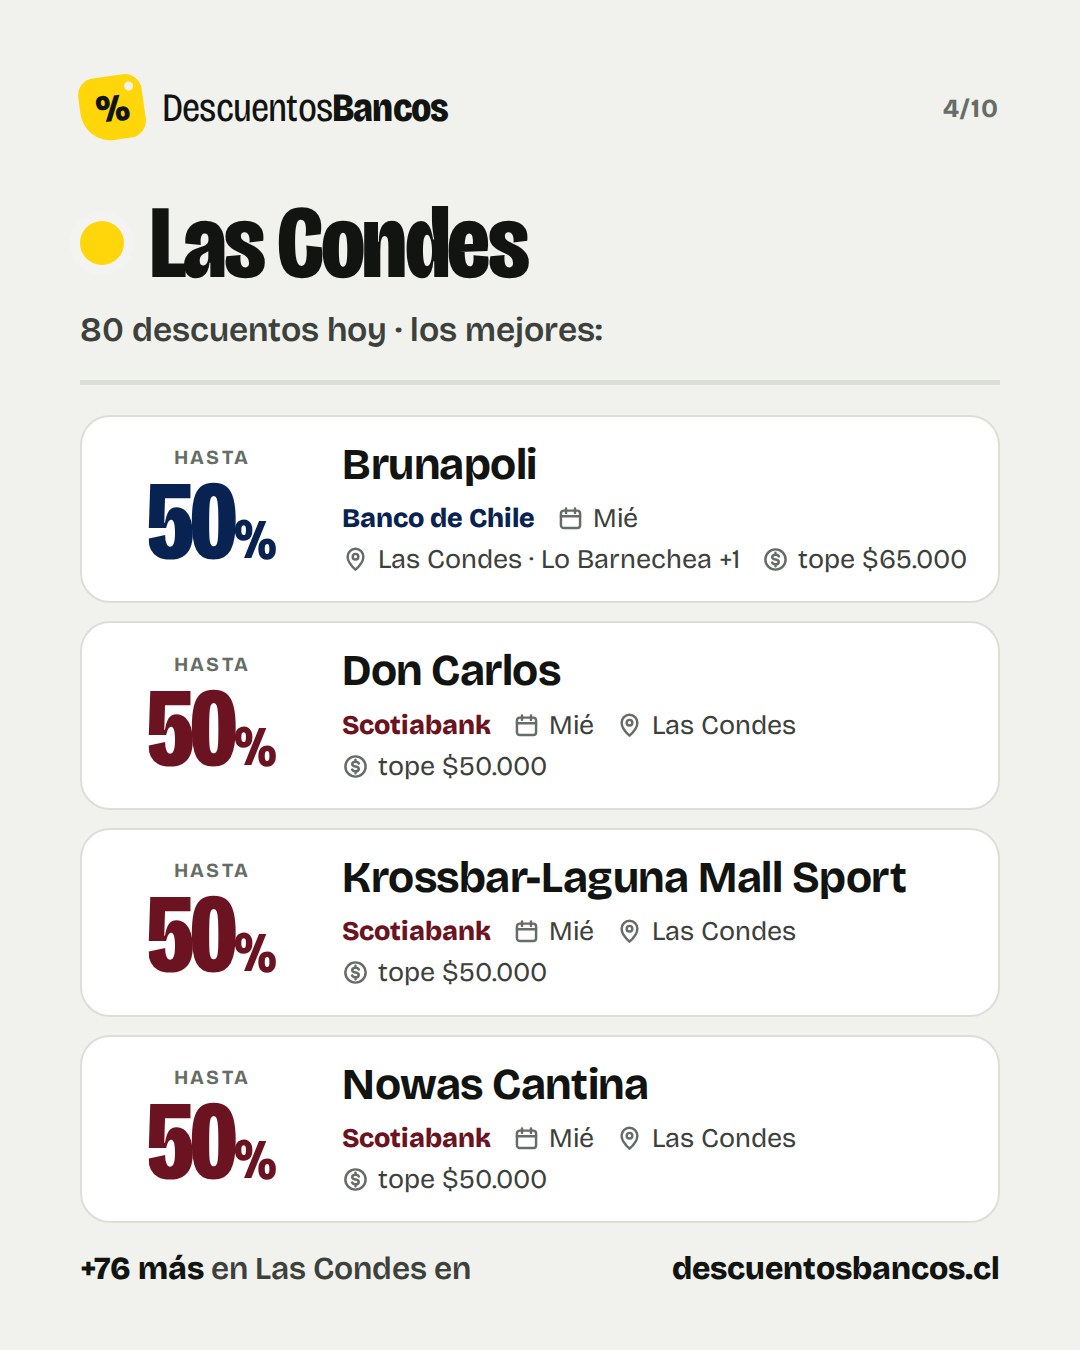 % DescuentosBancos
4/10
Las Condes
80 descuentos hoy · los mejores:
HASTA
50%
Brunapoli
Banco de Chile Mié
Las Condes · Lo Barnechea +1 tope $65.000
HASTA
50%
Don Carlos
Scotiabank Mié Las Condes
tope $50.000
HASTA
50%
Krossbar-Laguna Mall Sport
Scotiabank Mié Las Condes
tope $50.000
HASTA
50%
Nowas Cantina
Scotiabank Mié Las Condes
tope $50.000
+76 más en Las Condes en
descuentosbancos.cl